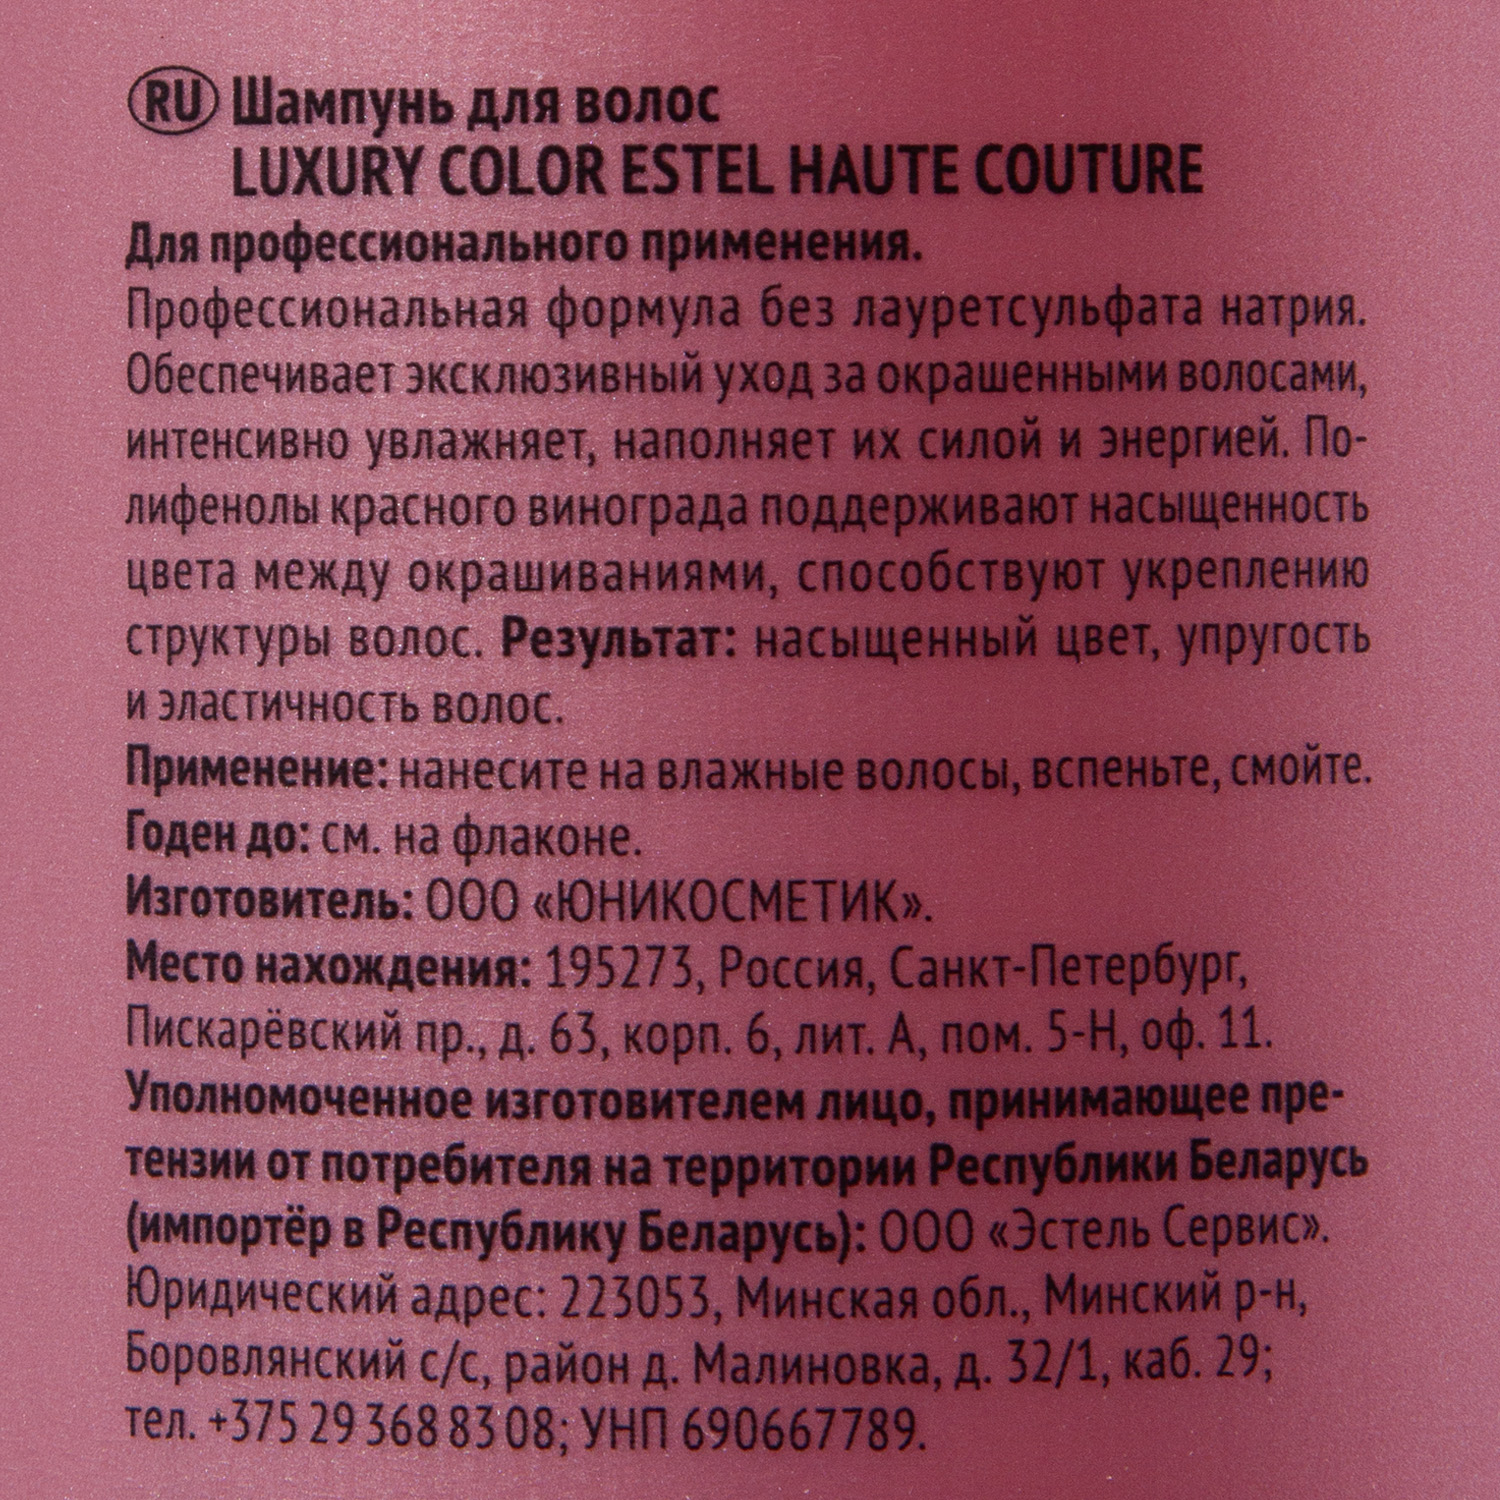 RU Шампунь для волос
LUXURY COLOR ESTEL HAUTE COUTURE
Для профессионального применения.
Профессиональная формула без лауретсульфата натрия.
Обеспечивает эксклюзивный уход за окрашенными волосами,
интенсивно увлажняет, наполняет их силой и энергией. По-
лифенолы красного винограда поддерживают насыщенность
цвета между окрашиваниями, способствуют укреплению
структуры волос. Результат: насыщенный цвет, упругость
и эластичность волос.
Применение: нанесите на влажные волосы, вспеньте, смойте.
Годен до: см. на флаконе.
Изготовитель: ООО «ЮНИКОСМЕТИК».
Место нахождения: 195273, Россия, Санкт-Петербург,
Пискарёвский пр., д. 63, корп. 6, лит. А, пом. 5-Н, оф. 11.
Уполномоченное изготовителем лицо, принимающее пре-
тензии от потребителя на территории Республики Беларусь
(импортёр в Республику Беларусь): ООО «Эстель Сервис».
Юридический адрес: 223053, Минская обл., Минский р-н,
Боровлянский с/с, район д. Малиновка, д. 32/1, каб. 29;
тел. +375 29 368 83 08; УНП 690667789.